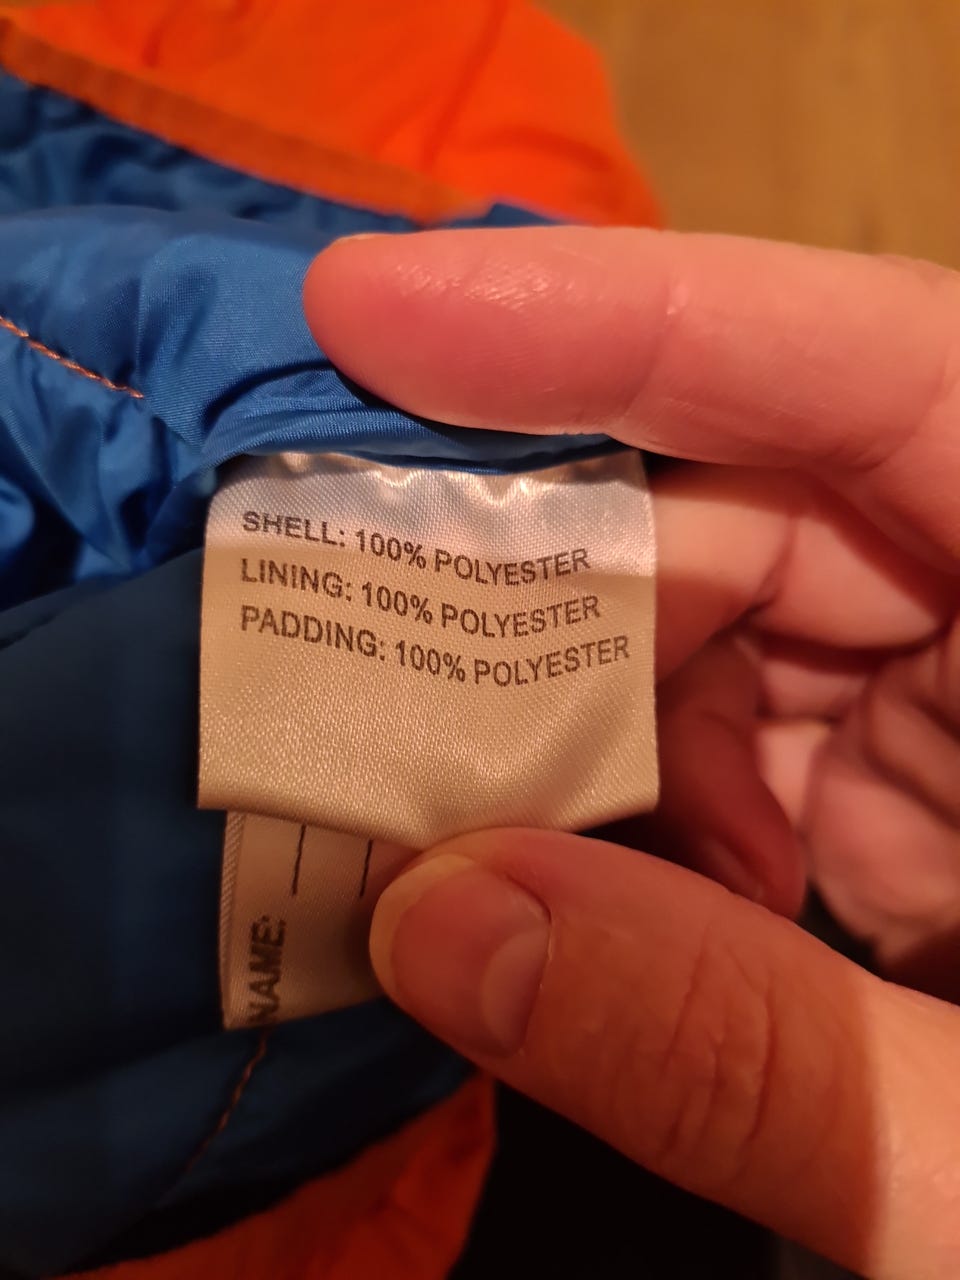 SHELL: 100% POLYESTER
LINING: 100% POLYESTER
PADDING: 100% POLYESTER
NAME: